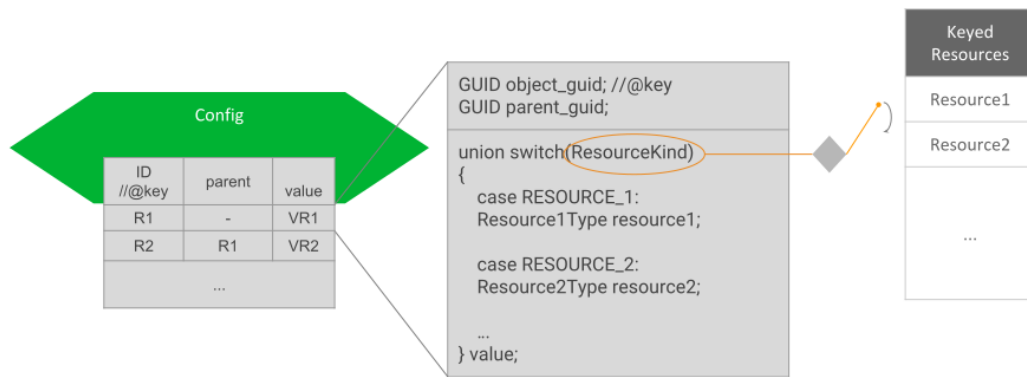 Config
ID
//@key
parent
value
R1
-
VR1
R2
R1
VR2
...
GUID object_guid; //@key
GUID parent_guid;
union switch(ResourceKind)
{
case RESOURCE_1:
Resource1Type resource1;
case RESOURCE_2:
Resource2Type resource2;
...
} value;
Keyed
Resources
Resource1
Resource2
...